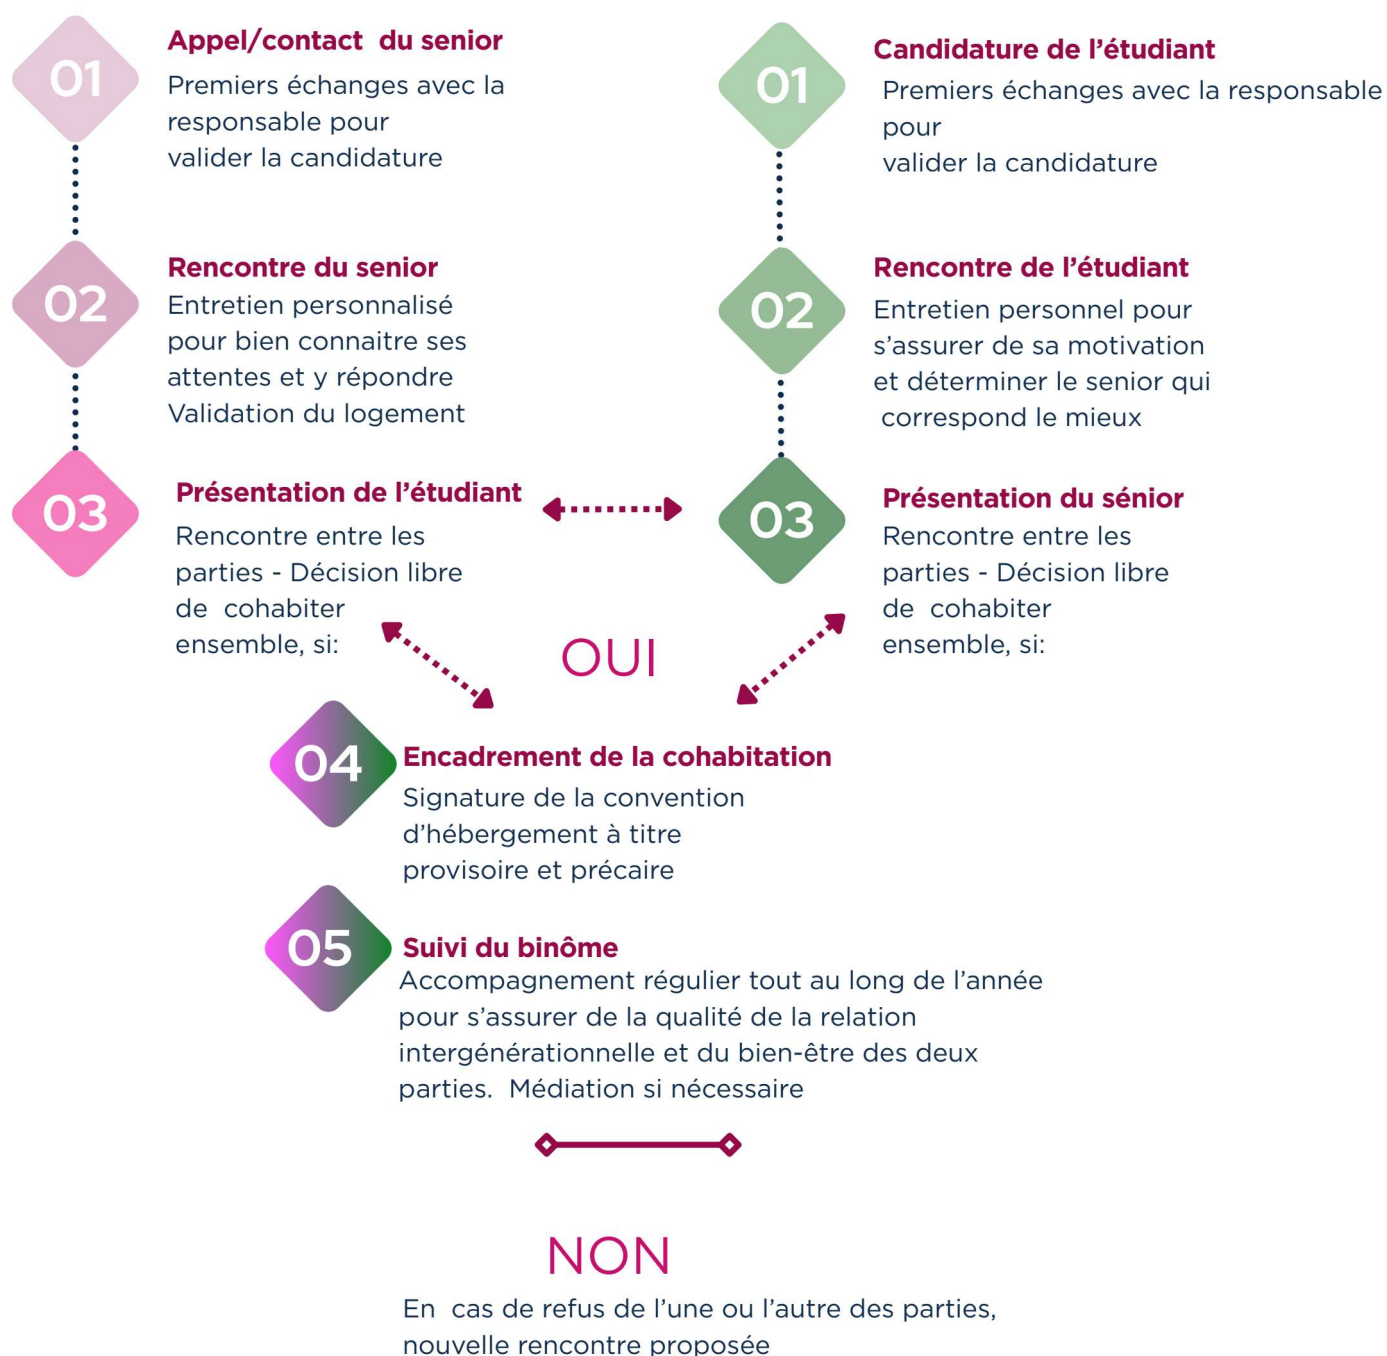 01
Appel/contact du senior
Premiers échanges avec la
responsable pour
valider la candidature
02
Rencontre du senior
Entretien personnalisé
pour bien connaitre ses
attentes et y répondre
Validation du logement
03
Présentation de l'étudiant
Rencontre entre les
parties - Décision libre
de cohabiter
ensemble, si:
01
Candidature de l'étudiant
Premiers échanges avec la responsable
pour
valider la candidature
02
Rencontre de l'étudiant
Entretien personnel pour
s'assurer de sa motivation
et déterminer le senior qui
correspond le mieux
03
Présentation du sénior
Rencontre entre les
parties - Décision libre
de cohabiter
ensemble, si:
OUI
04
Encadrement de la cohabitation
Signature de la convention
d'hébergement à titre
provisoire et précaire
05
Suivi du binôme
Accompagnement régulier tout au long de l'année
pour s'assurer de la qualité de la relation
intergénérationnelle et du bien-être des deux
parties. Médiation si nécessaire
NON
En cas de refus de l'une ou l'autre des parties,
nouvelle rencontre proposée